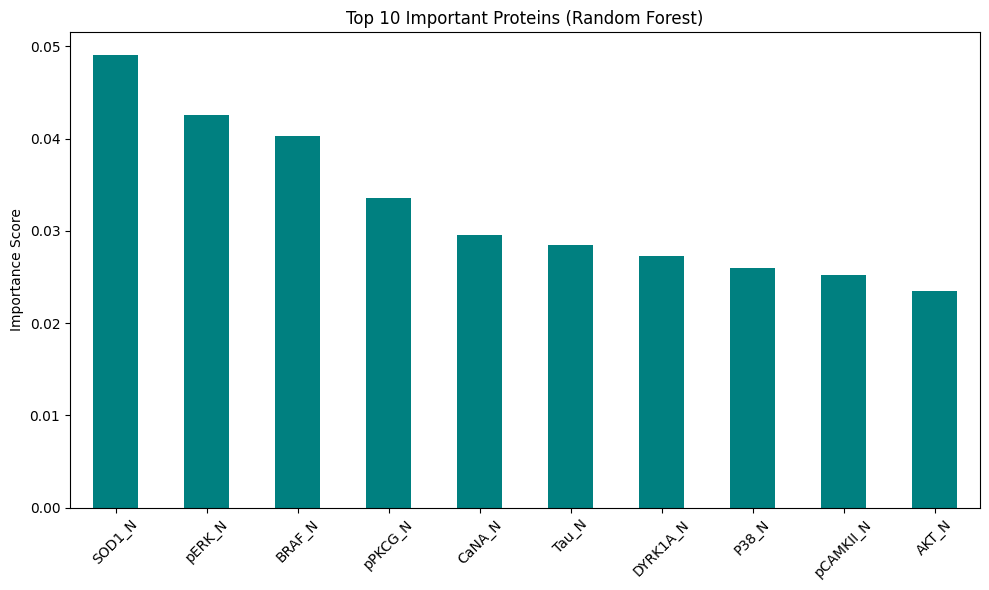 Top 10 Important Proteins (Random Forest)
Importance Score
0.05
0.04
0.03
0.02
0.01
0.00
SOD1_N
pERK_N
BRAF_N
pPKCG_N
CaNA_N
Tau_N
DYRK1A_N
P38_N
pCAMKII_N
AKT_N